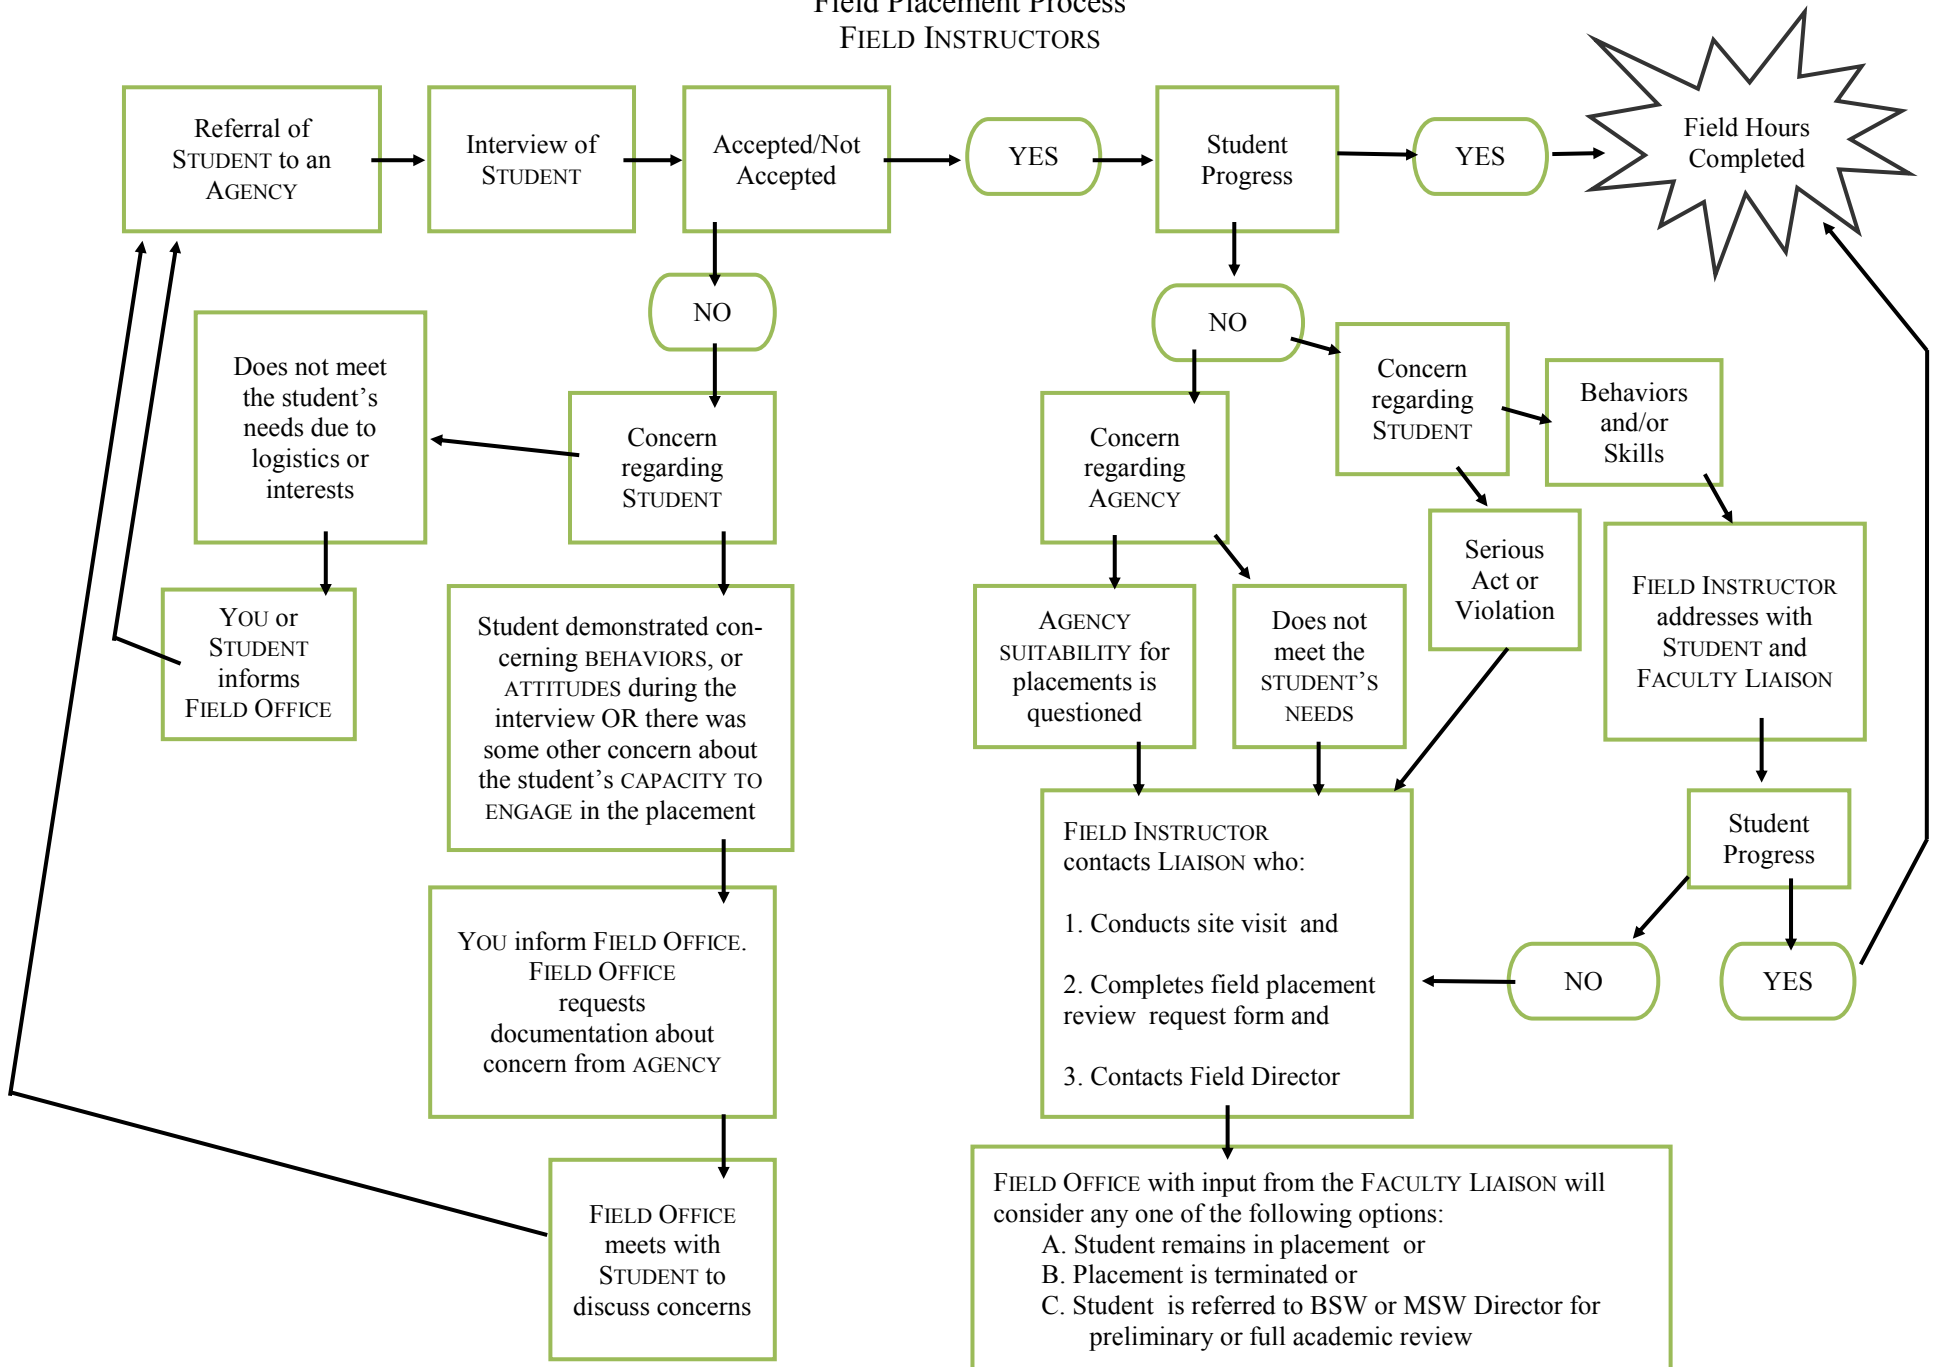 Field Placement Process
FIELD INSTRUCTORS
Referral of
STUDENT to an
AGENCY
Interview of
STUDENT
Accepted/Not
Accepted
YES
Student
Progress
YES
Field Hours
Completed
NO
NO
Does not meet
the student’s
needs due to
logistics or
interests
Concern
regarding
STUDENT
Concern
regarding
AGENCY
Concern
regarding
STUDENT
Behaviors
and/or
Skills
Serious
Act or
Violation
YOU or
STUDENT
informs
FIELD OFFICE
Student demonstrated con-
cerning BEHAVIORS, or
ATTITUDES during the
interview OR there was
some other concern about
the student’s CAPACITY TO
ENGAGE in the placement
AGENCY
SUITABILITY for
placements is
questioned
Does not
meet the
STUDENT’S
NEEDS
FIELD INSTRUCTOR
addresses with
STUDENT and
FACULTY LIAISON
Student
Progress
NO
YES
YOU inform FIELD OFFICE.
FIELD OFFICE
requests
documentation about
concern from AGENCY
FIELD INSTRUCTOR
contacts LIAISON who:
1. Conducts site visit and
2. Completes field placement
review request form and
3. Contacts Field Director
FIELD OFFICE
meets with
STUDENT to
discuss concerns
FIELD OFFICE with input from the FACULTY LIAISON will
consider any one of the following options:
A. Student remains in placement or
B. Placement is terminated or
C. Student is referred to BSW or MSW Director for
preliminary or full academic review